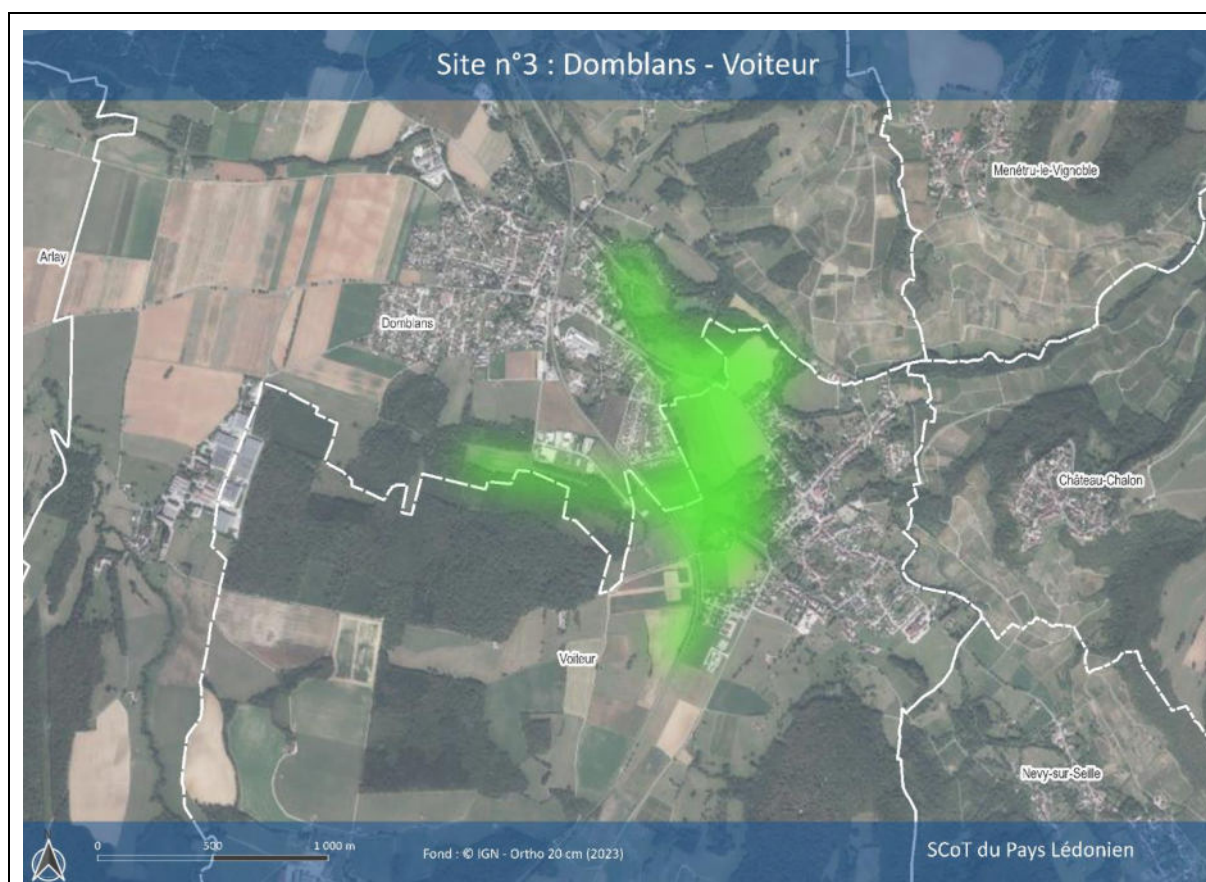 Site n°3 : Domblans - Voiteur
Menétru-le-Vignoble
Arlay
Domblans
Château-Chalon
Voiteur
Nevy-sur-Seille
0 500 1 000 m
Fond : © IGN - Ortho 20 cm (2023)
SCoT du Pays Lédonien